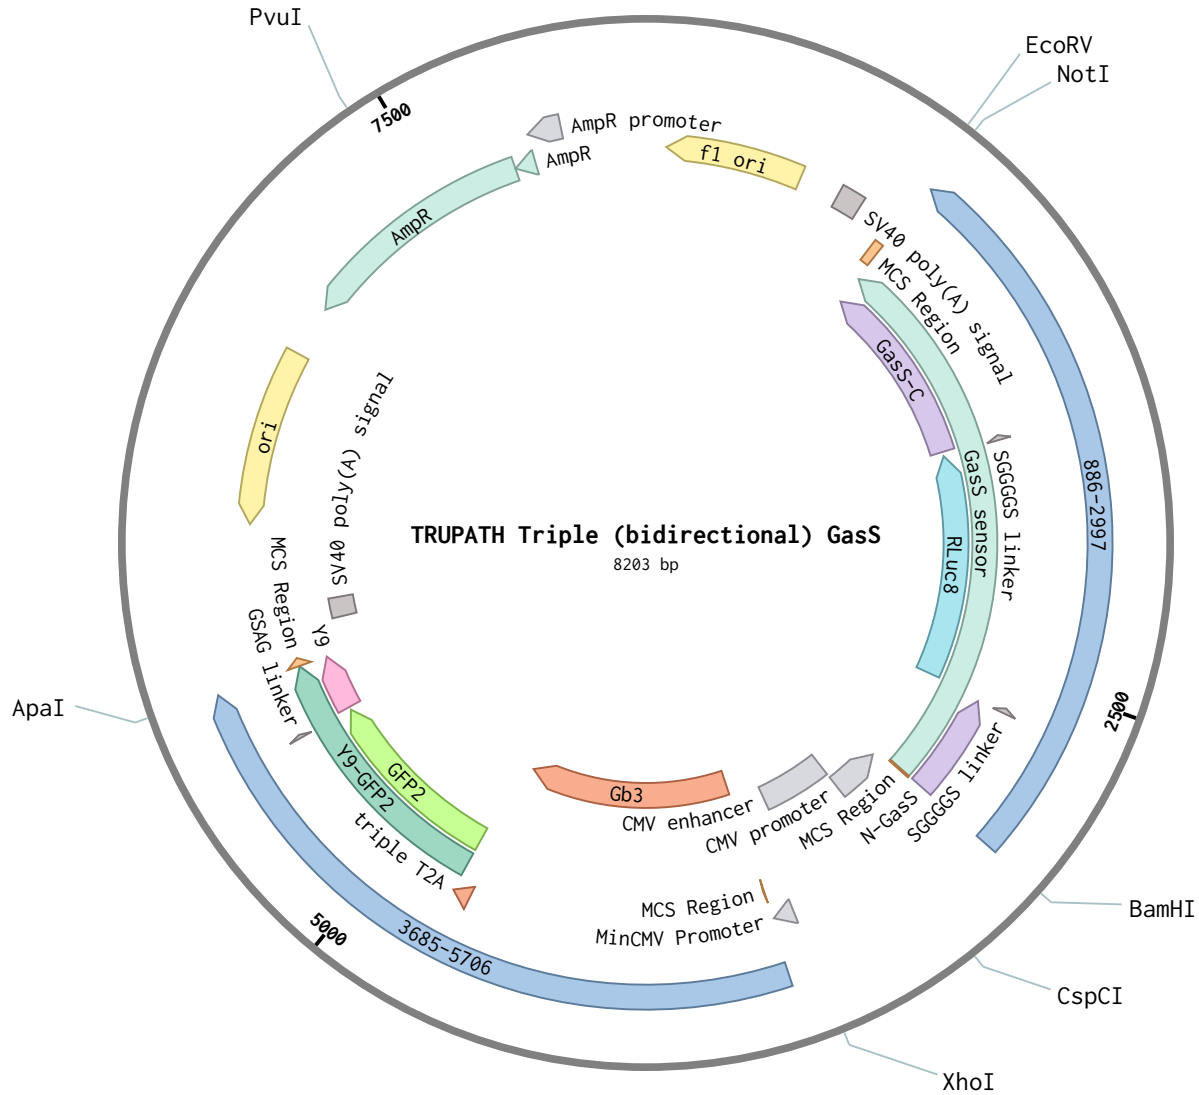 PvuI
EcoRV
NotI
7500
AmpR promoter
AmpR
f1 ori
AmpR
SV40 poly(A) signal
MCS Region
GasS-C
SGGGGS linker
GasS sensor
886-2997
RLuc8
ori
SV40 poly(A) signal
TRUPATH Triple (bidirectional) GasS
8203 bp
MCS Region
GSAG linker
Y9
ApaI
2500
SGGGGS linker
N-GasS
MCS Region
CMV promoter
CMV enhancer
Gb3
GFP2
Y9-GFP2
triple T2A
MCS Region
MinCMV Promoter
BamHI
5000
3685-5706
CspCI
XhoI